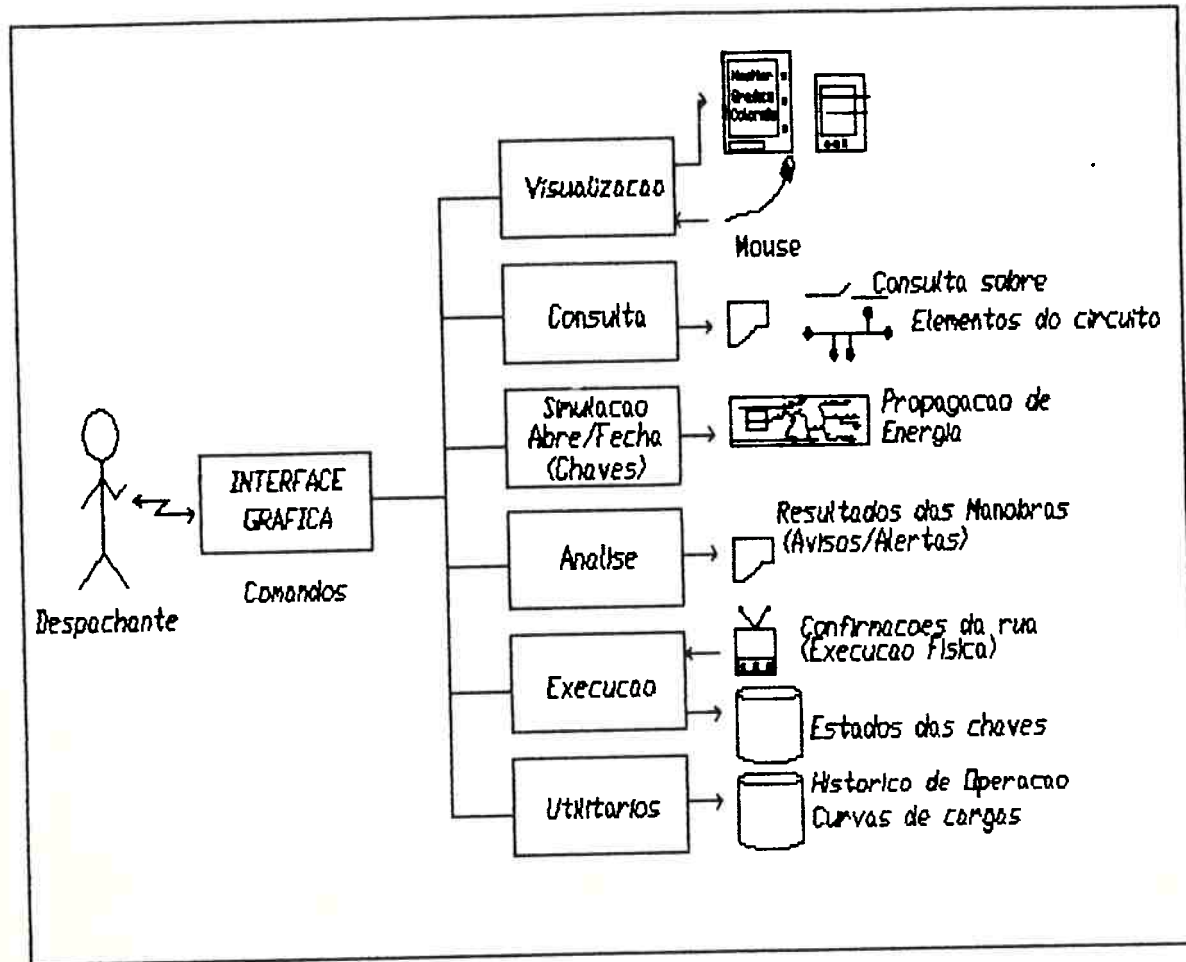 Monitor
Grafico
Colorido
Visualizacao
Mouse
Consulta
Consulta sobre
Elementos do circuito
Simulacao
Abre/Fecha
(Chaves)
Propagacao de
Energia
INTERFACE
GRAFICA
Comandos
Despachante
Analise
Resultados das Manobras
(Avisos/Alertas)
Execucao
Confirmacoes da rua
(Execucao Fisica)
Estados das chaves
Utilitarios
Historico de Operacao
Curvas de cargas